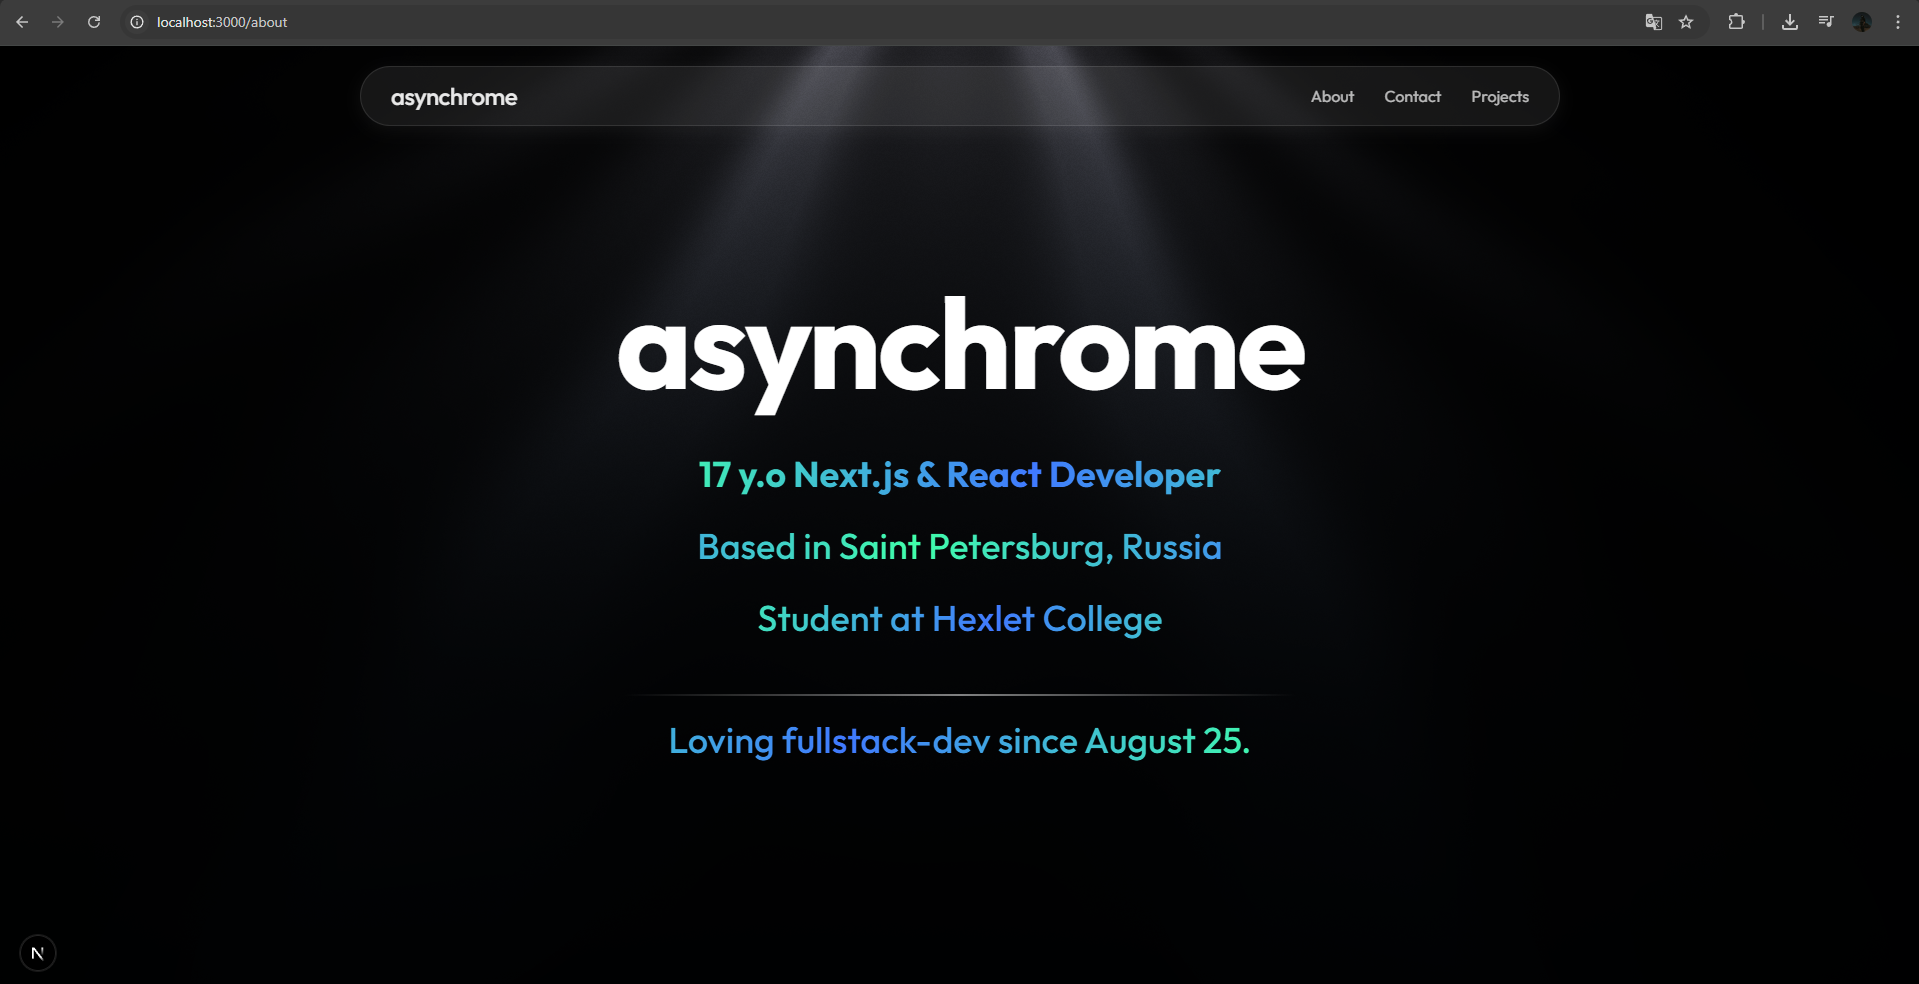 localhost:3000/about
asynchrome
About Contact Projects
asynchrome
17 y.o Next.js & React Developer
Based in Saint Petersburg, Russia
Student at Hexlet College
Loving fullstack-dev since August 25.
N